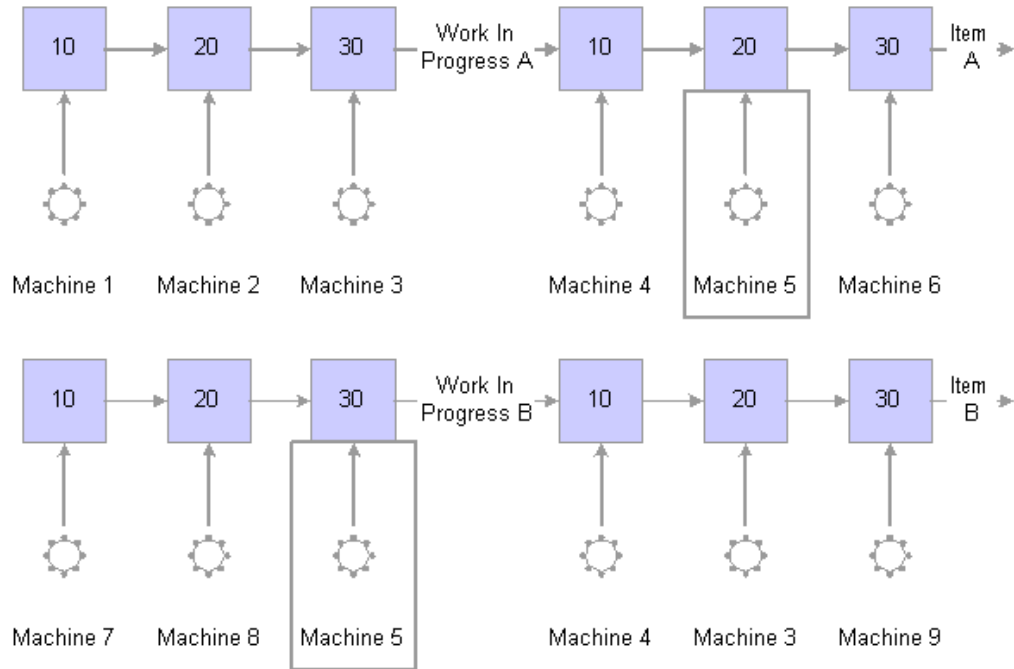 10 20 30 Work In Progress A 10 20 30 Item A
Machine 1 Machine 2 Machine 3 Machine 4 Machine 5 Machine 6
10 20 30 Work In Progress B 10 20 30 Item B
Machine 7 Machine 8 Machine 5 Machine 4 Machine 3 Machine 9